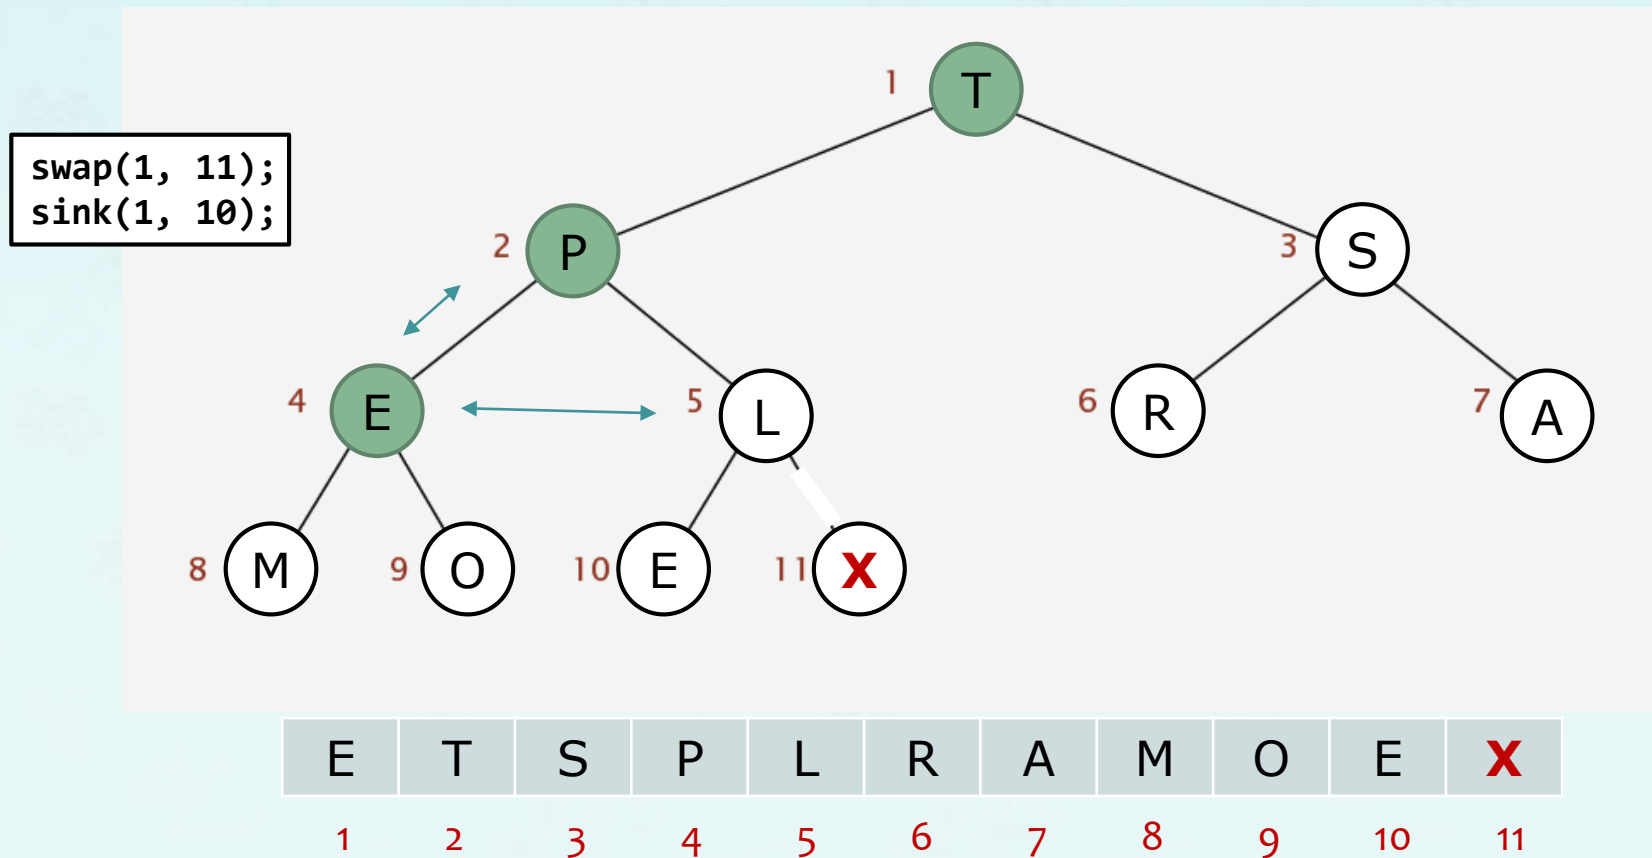 1 T
swap(1, 11);
sink(1, 10);
2 P 3 S
4 E 5 L 6 R 7 A
8 M 9 O 10 E 11 X
E T S P L R A M O E X
1 2 3 4 5 6 7 8 9 10 11